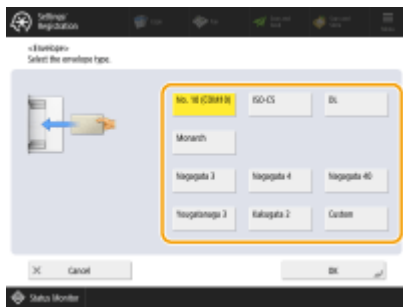 Settings/
Registration
Copy
<Envelope>
Select the envelope type.
No. 10 (COM10)
ISO-C5
DL
Monarch
Nagagata 3
Nagagata 4
Nagagata 40
Yougatanaga 3
Kakugata 2
Custom
Cancel
OK
Status Monitor